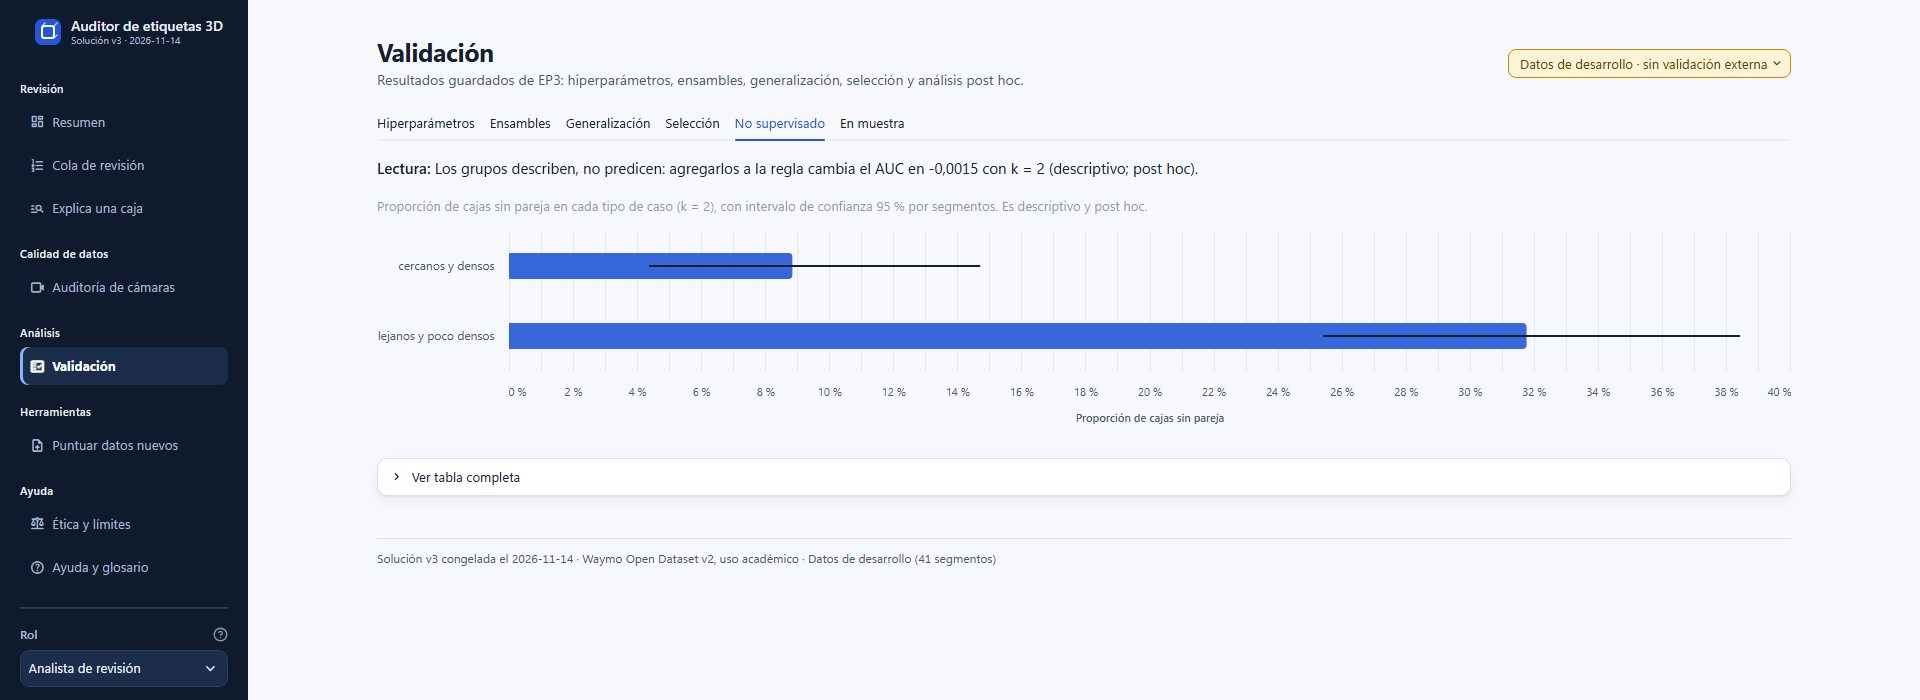 Auditor de etiquetas 3D
Solución v3 · 2026-11-14
Revisión
Resumen
Cola de revisión
Explica una caja
Calidad de datos
Auditoría de cámaras
Análisis
Validación
Herramientas
Puntuar datos nuevos
Ayuda
Ética y límites
Ayuda y glosario
Rol
Analista de revisión
Validación
Resultados guardados de EP3: hiperparámetros, ensambles, generalización, selección y análisis post hoc.
Datos de desarrollo · sin validación externa
Hiperparámetros Ensambles Generalización Selección No supervisado En muestra
Lectura: Los grupos describen, no predicen: agregarlos a la regla cambia el AUC en -0,0015 con k = 2 (descriptivo; post hoc).
Proporción de cajas sin pareja en cada tipo de caso (k = 2), con intervalo de confianza 95 % por segmentos. Es descriptivo y post hoc.
cercanos y densos
lejanos y poco densos
0 % 2 % 4 % 6 % 8 % 10 % 12 % 14 % 16 % 18 % 20 % 22 % 24 % 26 % 28 % 30 % 32 % 34 % 36 % 38 % 40 %
Proporción de cajas sin pareja
Ver tabla completa
Solución v3 congelada el 2026-11-14 · Waymo Open Dataset v2, uso académico · Datos de desarrollo (41 segmentos)